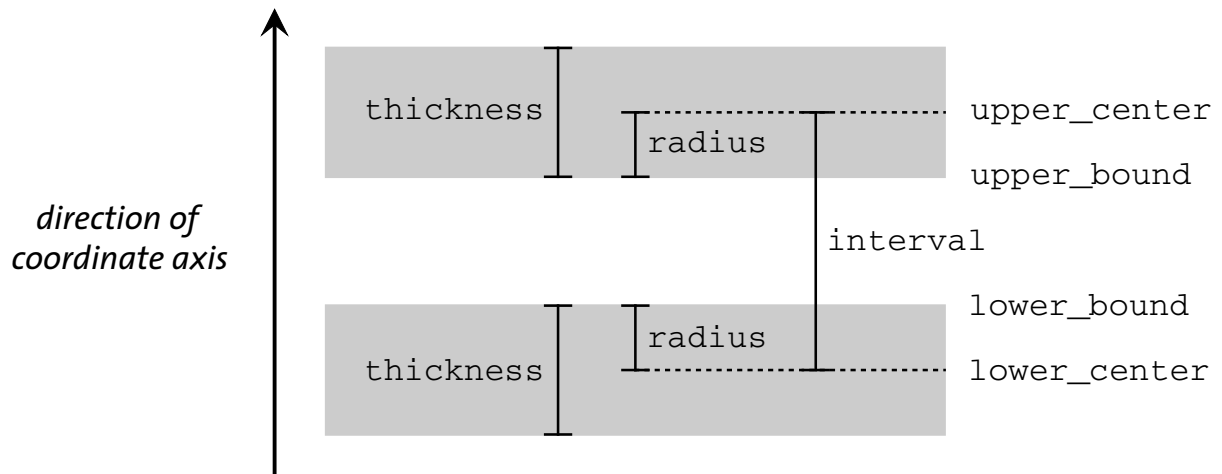 thickness
upper_center
radius
upper_bound
direction of
coordinate axis
interval
lower_bound
radius
thickness
lower_center